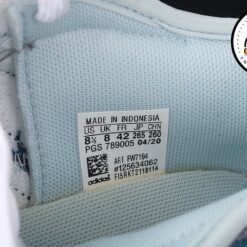 MADE IN INDONESIA
US UK FR JP CHN
8½ 8 42 265 260
PGS 789005 04/20
ART FW7194
#125634062
adidas FI5RKT2118114